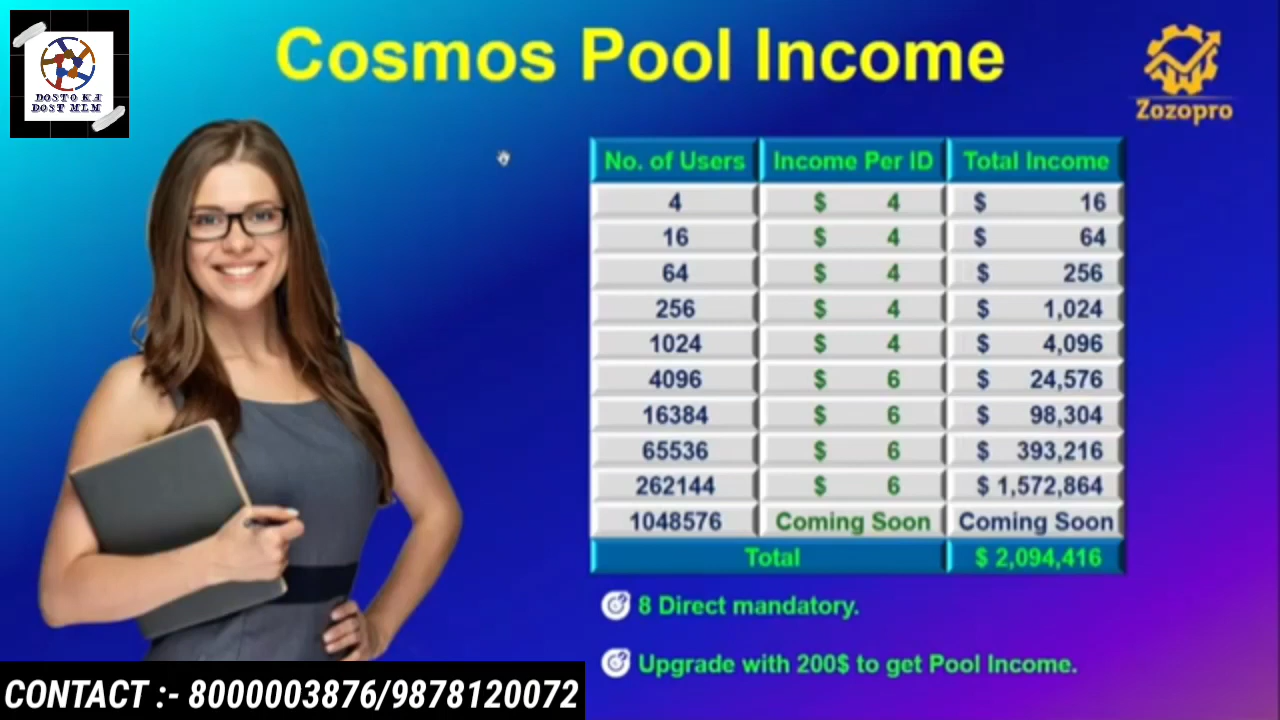 Cosmos Pool Income
DOSTO KA
DOST MLM
Zozopro
No. of Users Income Per ID Total Income
4 $ 4 $ 16
16 $ 4 $ 64
64 $ 4 $ 256
256 $ 4 $ 1,024
1024 $ 4 $ 4,096
4096 $ 6 $ 24,576
16384 $ 6 $ 98,304
65536 $ 6 $ 393,216
262144 $ 6 $ 1,572,864
1048576 Coming Soon Coming Soon
Total $ 2,094,416
8 Direct mandatory.
Upgrade with 200$ to get Pool Income.
CONTACT :- 8000003876/9878120072